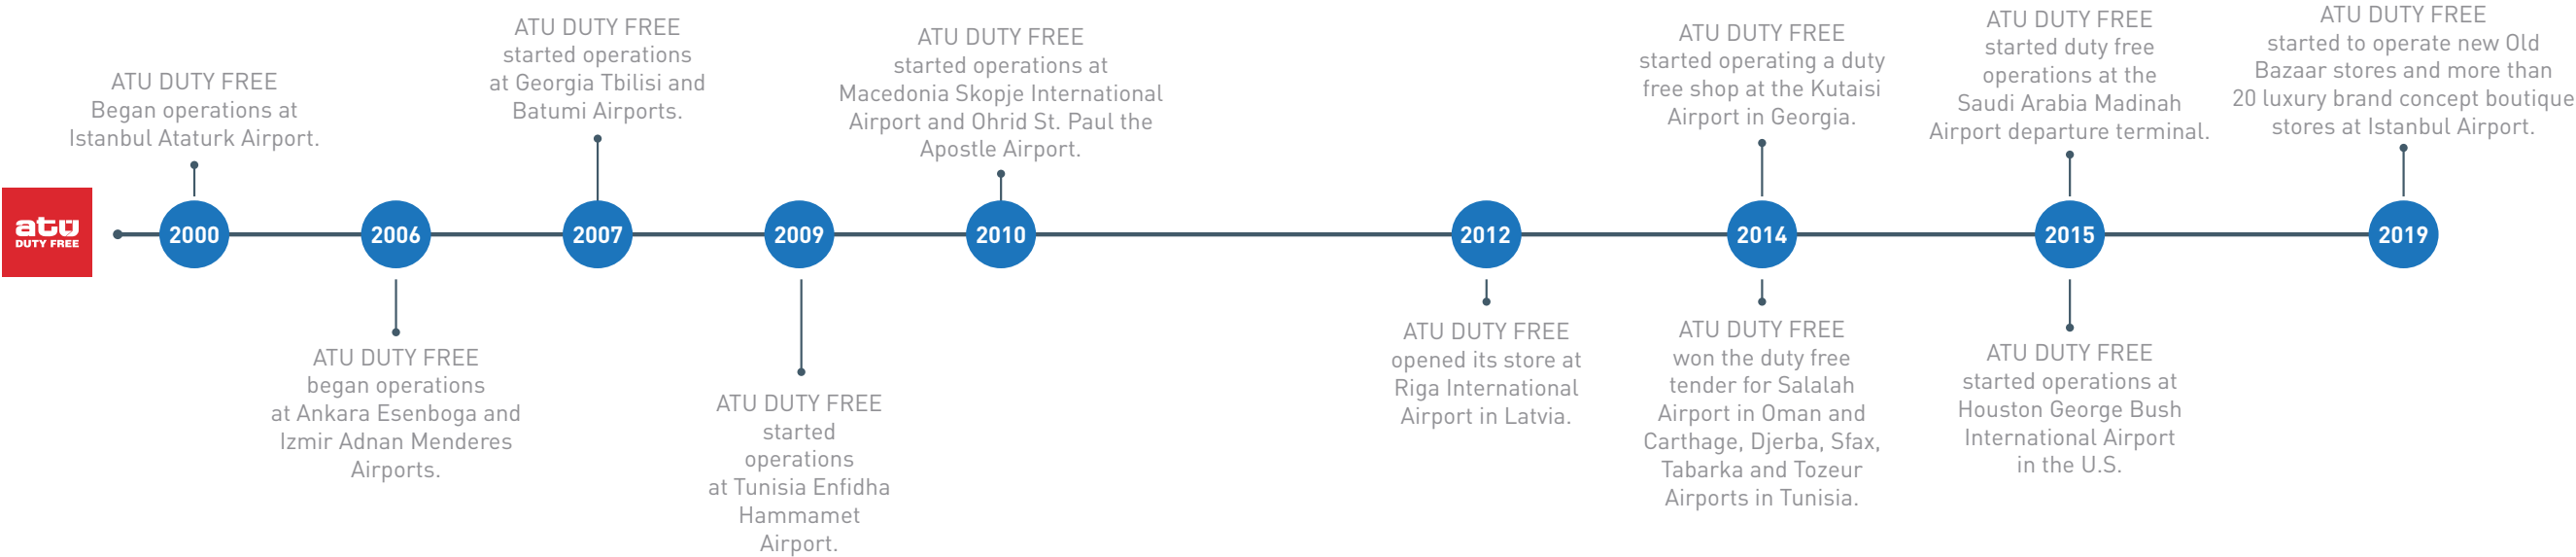 ATU DUTY FREE
Began operations at
Istanbul Ataturk Airport.
ATU DUTY FREE
started operations
at Georgia Tbilisi and
Batumi Airports.
ATU DUTY FREE
started operations at
Macedonia Skopje International
Airport and Ohrid St. Paul the
Apostle Airport.
ATU DUTY FREE
started operating a duty
free shop at the Kutaisi
Airport in Georgia.
ATU DUTY FREE
started duty free
operations at the
Saudi Arabia Madinah
Airport departure terminal.
ATU DUTY FREE
started to operate new Old
Bazaar stores and more than
20 luxury brand concept boutique
stores at Istanbul Airport.
atü
DUTY FREE
2000
2006
2007
2009
2010
2012
2014
2015
2019
ATU DUTY FREE
began operations
at Ankara Esenboga and
Izmir Adnan Menderes
Airports.
ATU DUTY FREE
started
operations
at Tunisia Enfidha
Hammamet
Airport.
ATU DUTY FREE
opened its store at
Riga International
Airport in Latvia.
ATU DUTY FREE
won the duty free
tender for Salalah
Airport in Oman and
Carthage, Djerba, Sfax,
Tabarka and Tozeur
Airports in Tunisia.
ATU DUTY FREE
started operations at
Houston George Bush
International Airport
in the U.S.